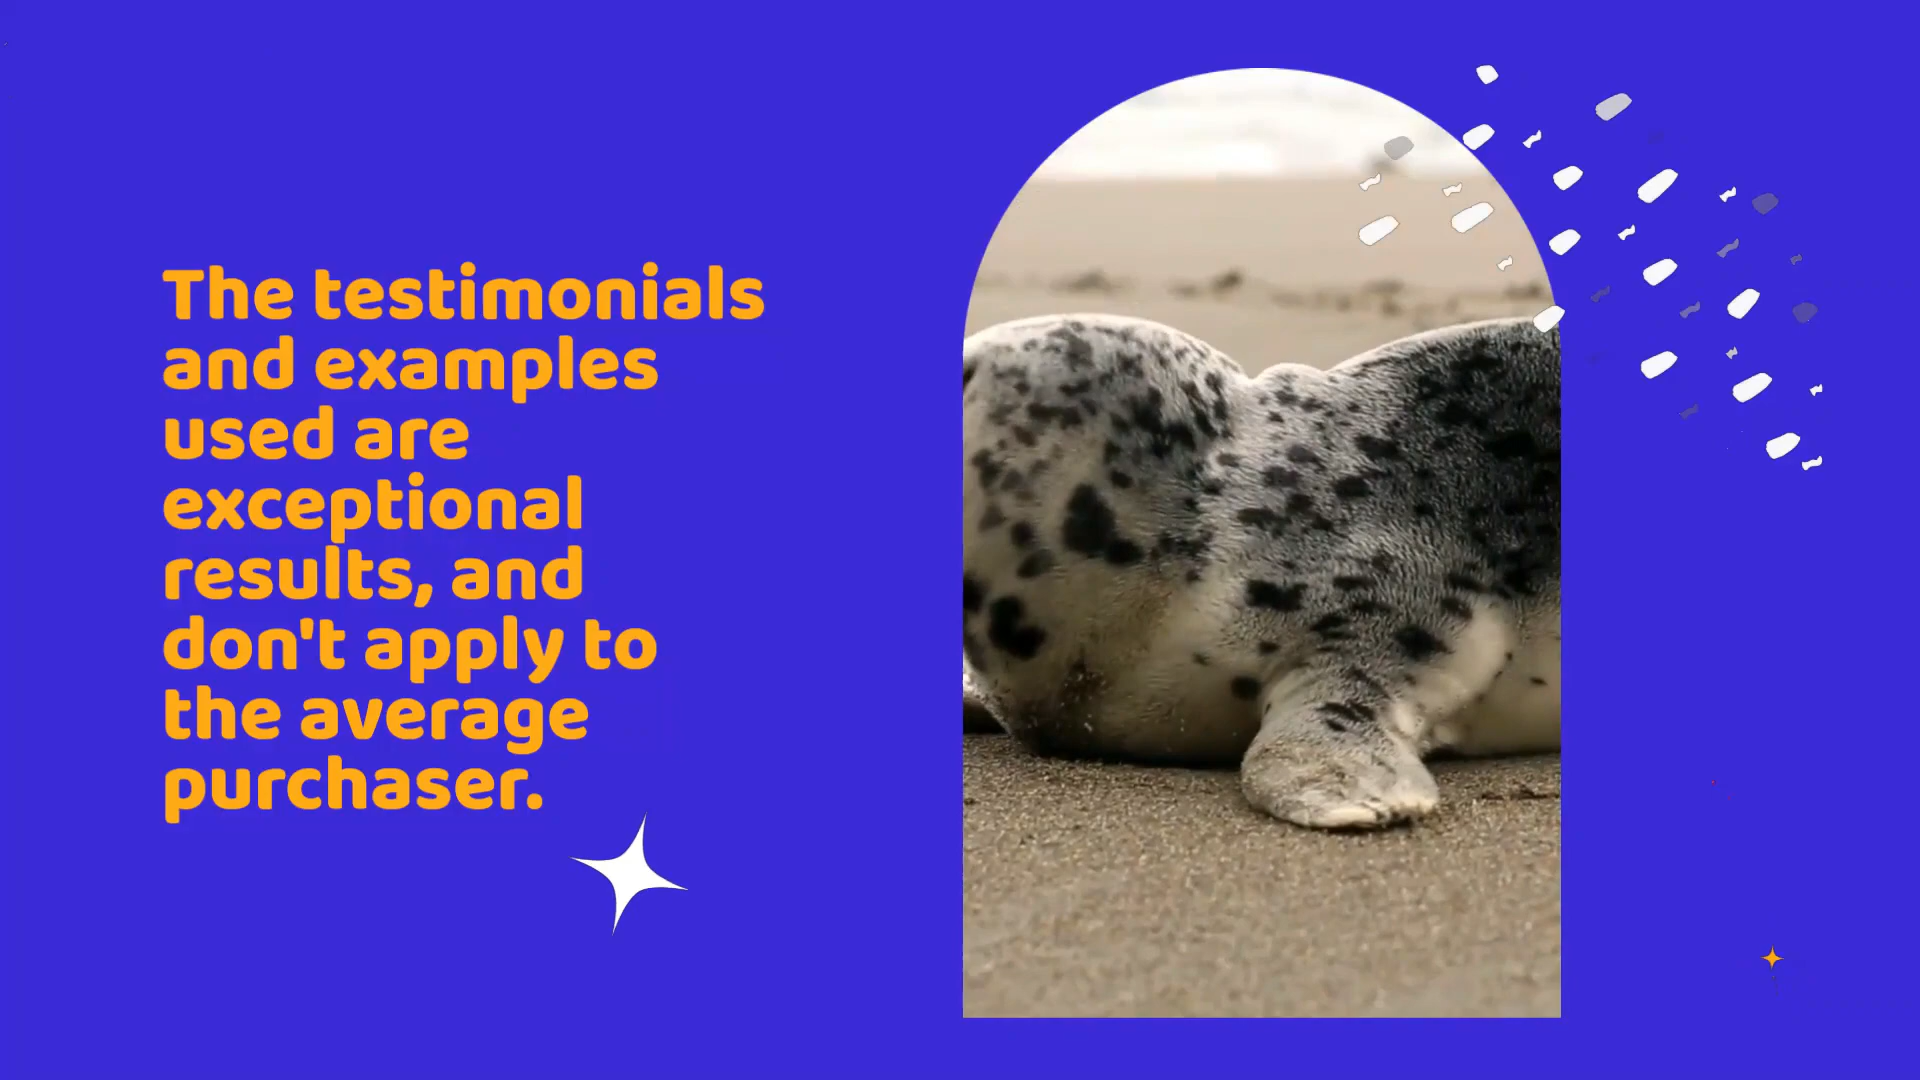 The testimonials
and examples
used are
exceptional
results, and
don't apply to
the average
purchaser.